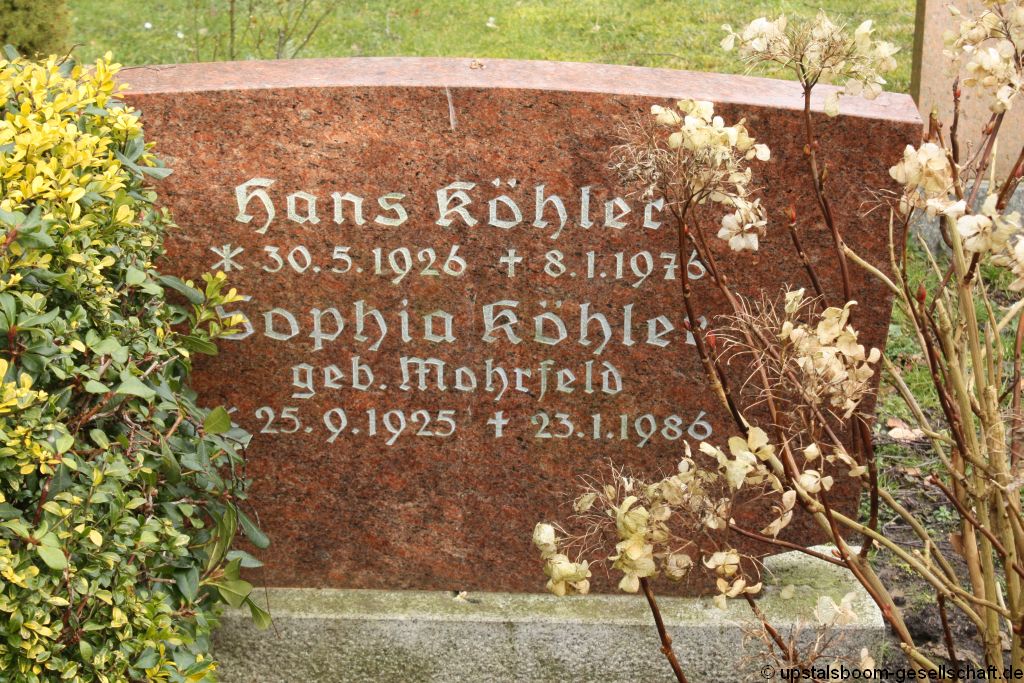 Hans Köhler
* 30.5.1926 † 8.1.1976
Sophia Köhler
geb. Mohrfeld
* 25.9.1925 † 23.1.1986
© upstalsboom-gesellschaft.de